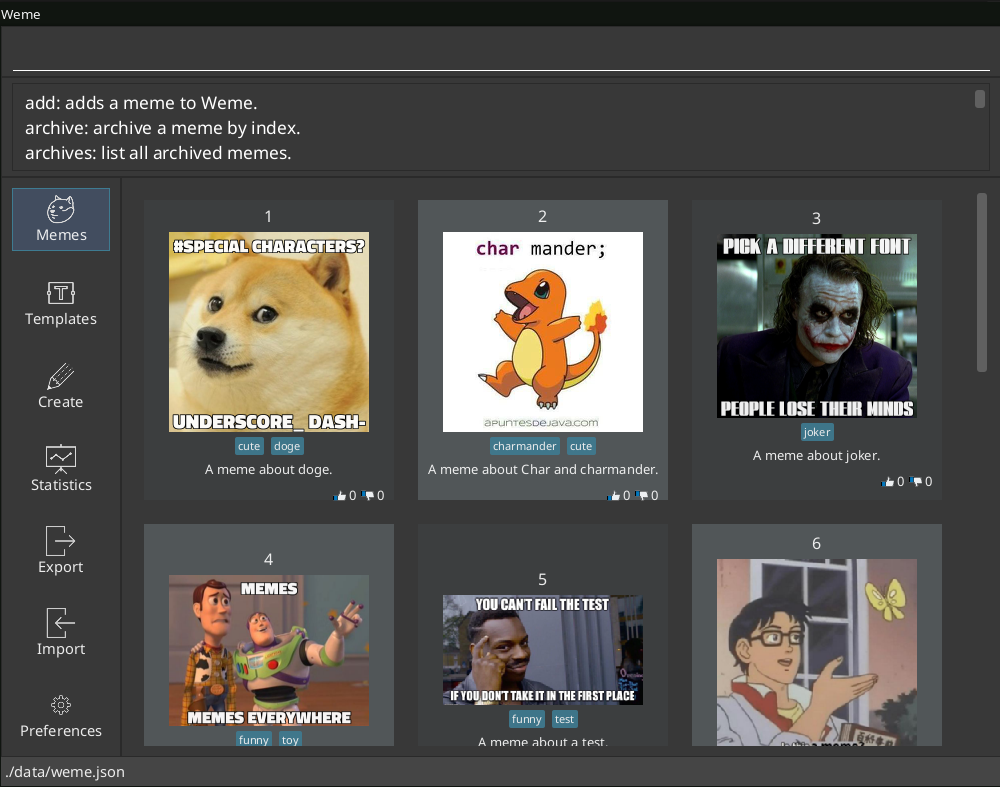 Weme
add: adds a meme to Weme.
archive: archive a meme by index.
archives: list all archived memes.
Memes
Templates
Create
Statistics
Export
Import
Preferences
1
#SPECIAL CHARACTERS?
UNDERSCORE_ DASH-
cute doge
A meme about doge.
0 0
2
char mander;
APUNTESDEJAVA.COM
charmander cute
A meme about Char and charmander.
0 0
3
PICK A DIFFERENT FONT
PEOPLE LOSE THEIR MINDS
joker
A meme about joker.
0 0
4
MEMES
MEMES EVERYWHERE
funny toy
5
YOU CAN'T FAIL THE TEST
IF YOU DON'T TAKE IT IN THE FIRST PLACE
funny test
A meme about a test.
6
./data/weme.json